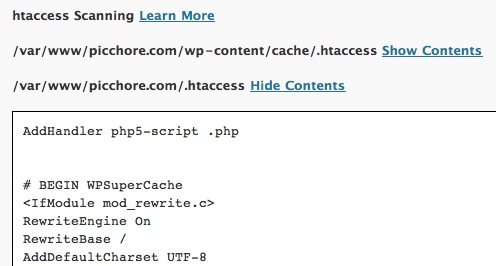 htaccess Scanning Learn More
/var/www/picchore.com/wp-content/cache/.htaccess Show Contents
/var/www/picchore.com/.htaccess Hide Contents
AddHandler php5-script .php
# BEGIN WPSuperCache
<IfModule mod_rewrite.c>
RewriteEngine On
RewriteBase /
AddDefaultCharset UTF-8